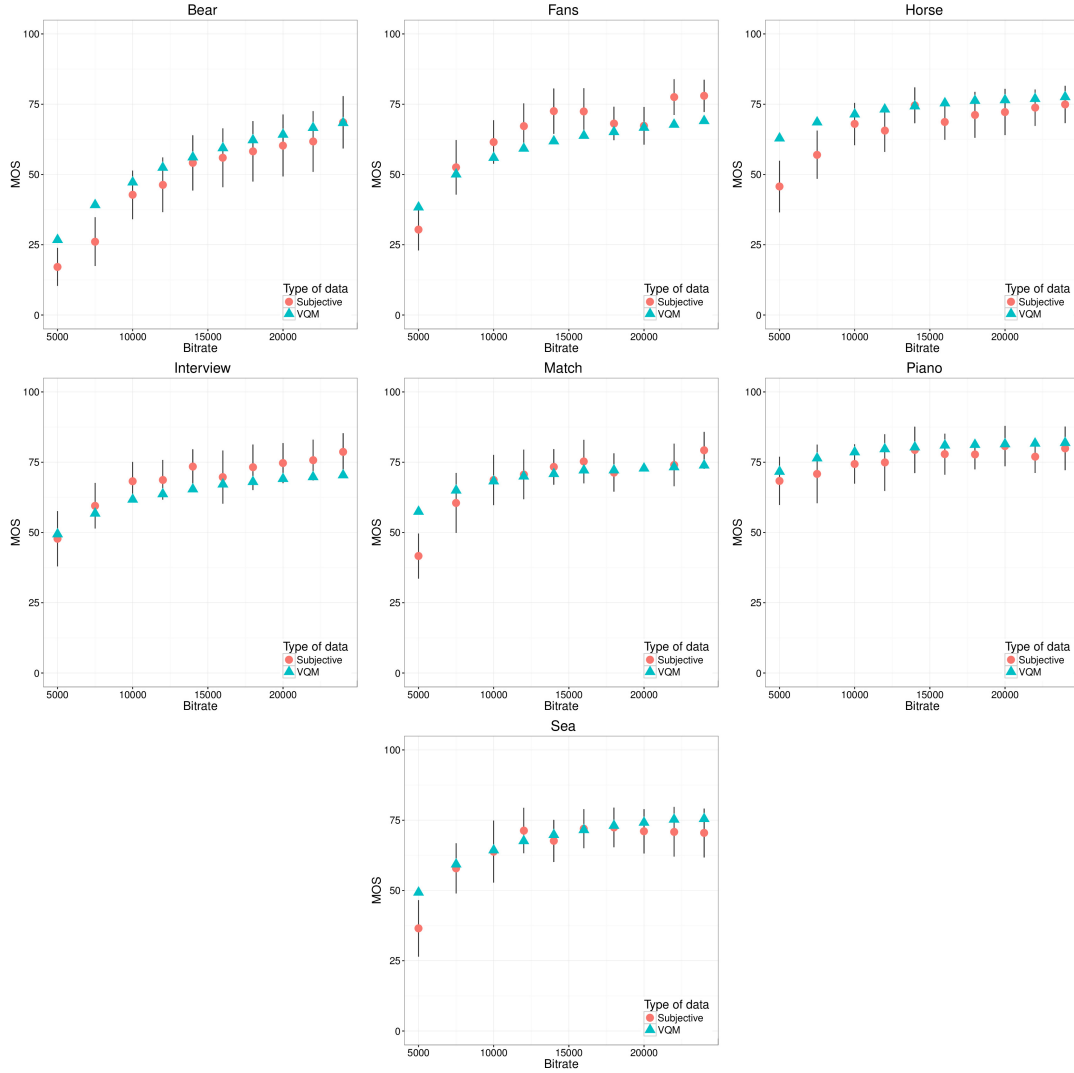 Bear
100
75
50
25
0
MOS
Type of data
Subjective
VQM
5000 10000 15000 20000
Bitrate
Fans
100
75
50
25
0
MOS
Type of data
Subjective
VQM
5000 10000 15000 20000
Bitrate
Horse
100
75
50
25
0
MOS
Type of data
Subjective
VQM
5000 10000 15000 20000
Bitrate
Interview
100
75
50
25
0
MOS
Type of data
Subjective
VQM
5000 10000 15000 20000
Bitrate
Match
100
75
50
25
0
MOS
Type of data
Subjective
VQM
5000 10000 15000 20000
Bitrate
Piano
100
75
50
25
0
MOS
Type of data
Subjective
VQM
5000 10000 15000 20000
Bitrate
Sea
100
75
50
25
0
MOS
Type of data
Subjective
VQM
5000 10000 15000 20000
Bitrate